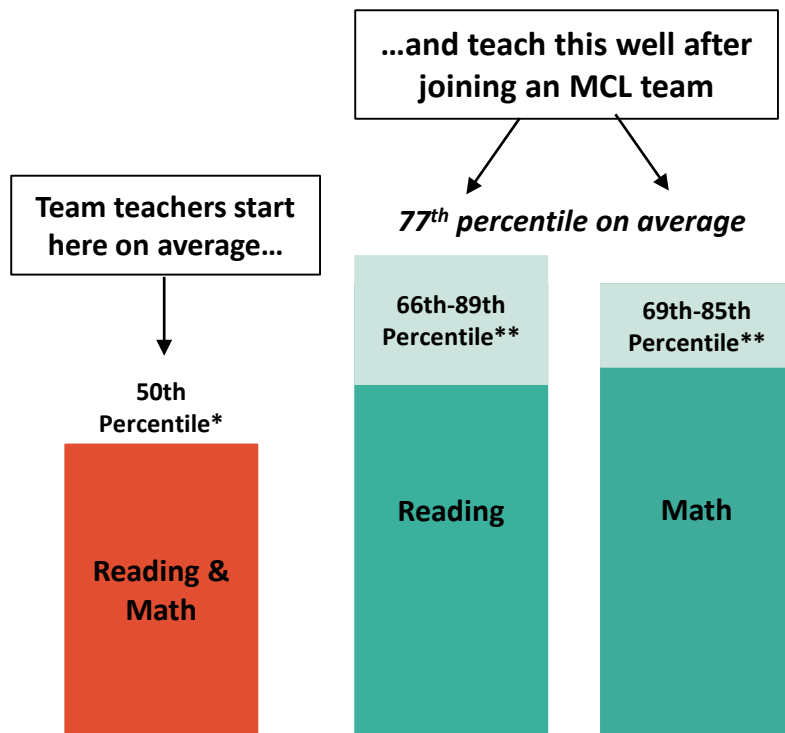 …and teach this well after
joining an MCL team
Team teachers start
here on average…
77th percentile on average
66th-89th
Percentile**
69th-85th
Percentile**
50th
Percentile*
Reading
Math
Reading &
Math